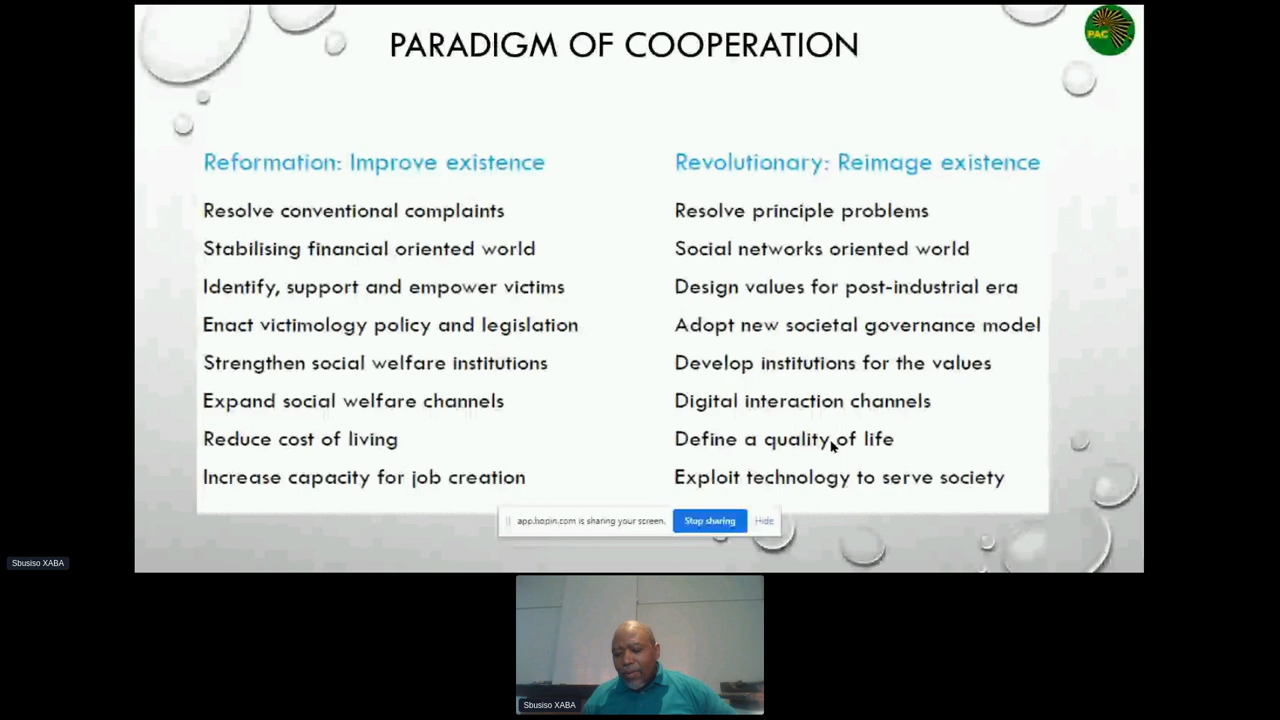 PARADIGM OF COOPERATION
PAC
Reformation: Improve existence
Resolve conventional complaints
Stabilising financial oriented world
Identify, support and empower victims
Enact victimology policy and legislation
Strengthen social welfare institutions
Expand social welfare channels
Reduce cost of living
Increase capacity for job creation
Revolutionary: Reimage existence
Resolve principle problems
Social networks oriented world
Design values for post-industrial era
Adopt new societal governance model
Develop institutions for the values
Digital interaction channels
Define a quality of life
Exploit technology to serve society
app.hopin.com is sharing your screen. Stop sharing Hide
Sbusiso XABA
Sbusiso XABA